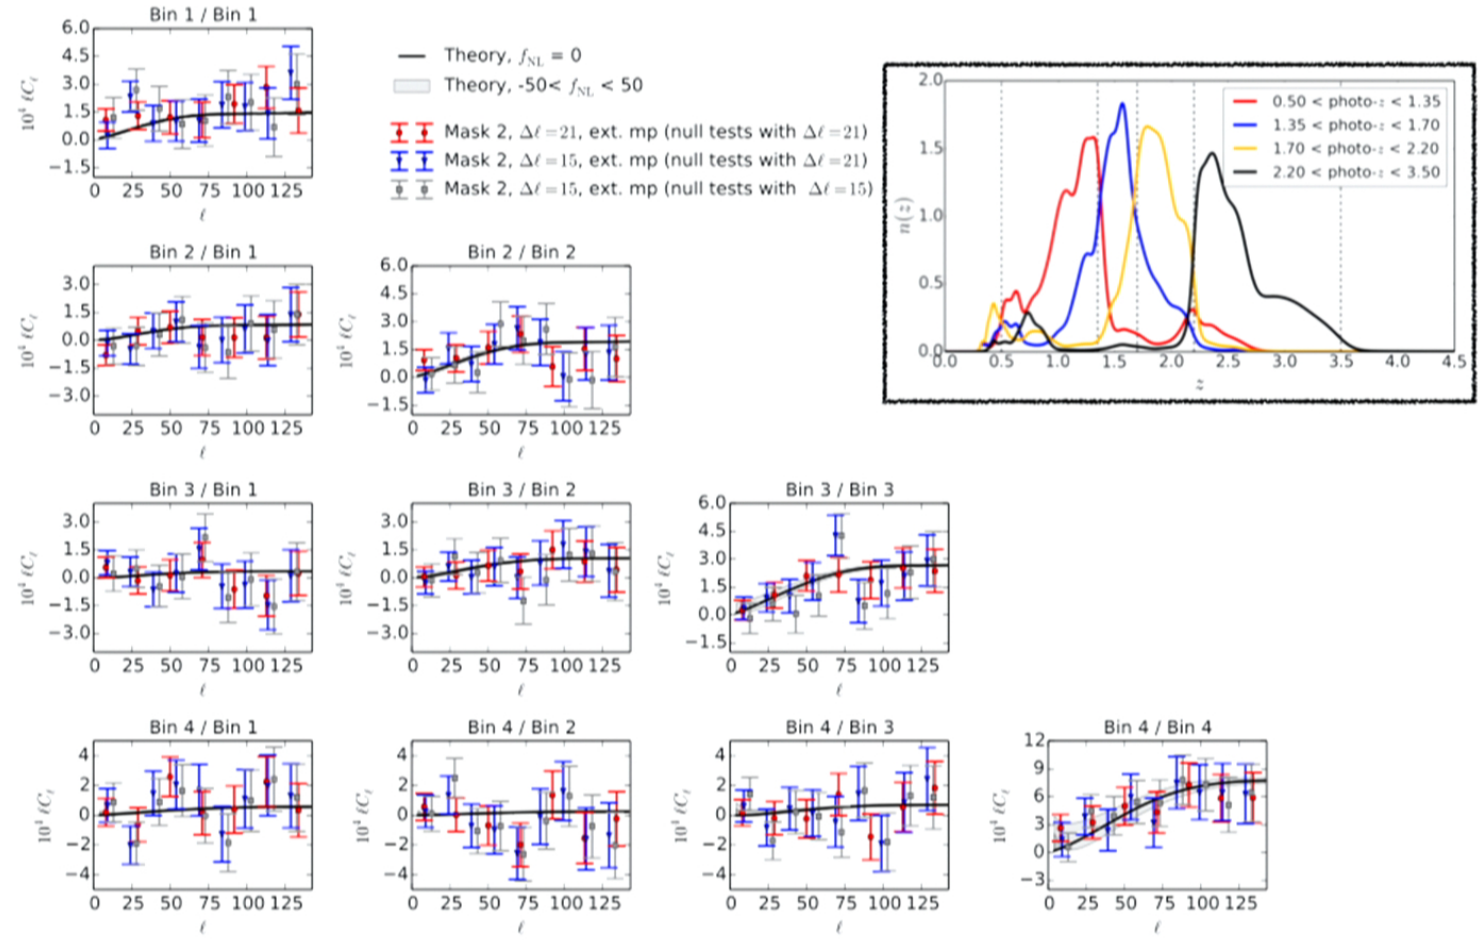 Bin 1 / Bin 1
6.0
4.5
3.0
1.5
0.0
−1.5
0 25 50 75 100 125
10⁴ ℓCℓ
ℓ
Theory, fNL = 0
Theory, -50< fNL < 50
Mask 2, Δℓ=21, ext. mp (null tests with Δℓ=21)
Mask 2, Δℓ=15, ext. mp (null tests with Δℓ=21)
Mask 2, Δℓ=15, ext. mp (null tests with Δℓ=15)
2.0
1.5
1.0
0.5
0.0
0.0 0.5 1.0 1.5 2.0 2.5 3.0 3.5 4.0 4.5
n(z)
z
0.50 < photo-z < 1.35
1.35 < photo-z < 1.70
1.70 < photo-z < 2.20
2.20 < photo-z < 3.50
Bin 2 / Bin 1
3.0
1.5
0.0
−1.5
−3.0
0 25 50 75 100 125
10⁴ ℓCℓ
ℓ
Bin 2 / Bin 2
6.0
4.5
3.0
1.5
0.0
−1.5
0 25 50 75 100 125
10⁴ ℓCℓ
ℓ
Bin 3 / Bin 1
3.0
1.5
0.0
−1.5
−3.0
0 25 50 75 100 125
10⁴ ℓCℓ
ℓ
Bin 3 / Bin 2
3.0
1.5
0.0
−1.5
−3.0
0 25 50 75 100 125
10⁴ ℓCℓ
ℓ
Bin 3 / Bin 3
6.0
4.5
3.0
1.5
0.0
−1.5
0 25 50 75 100 125
10⁴ ℓCℓ
ℓ
Bin 4 / Bin 1
4
2
0
−2
−4
0 25 50 75 100 125
10⁴ ℓCℓ
ℓ
Bin 4 / Bin 2
4
2
0
−2
−4
0 25 50 75 100 125
10⁴ ℓCℓ
ℓ
Bin 4 / Bin 3
4
2
0
−2
−4
0 25 50 75 100 125
10⁴ ℓCℓ
ℓ
Bin 4 / Bin 4
12
9
6
3
0
−3
0 25 50 75 100 125
10⁴ ℓCℓ
ℓ